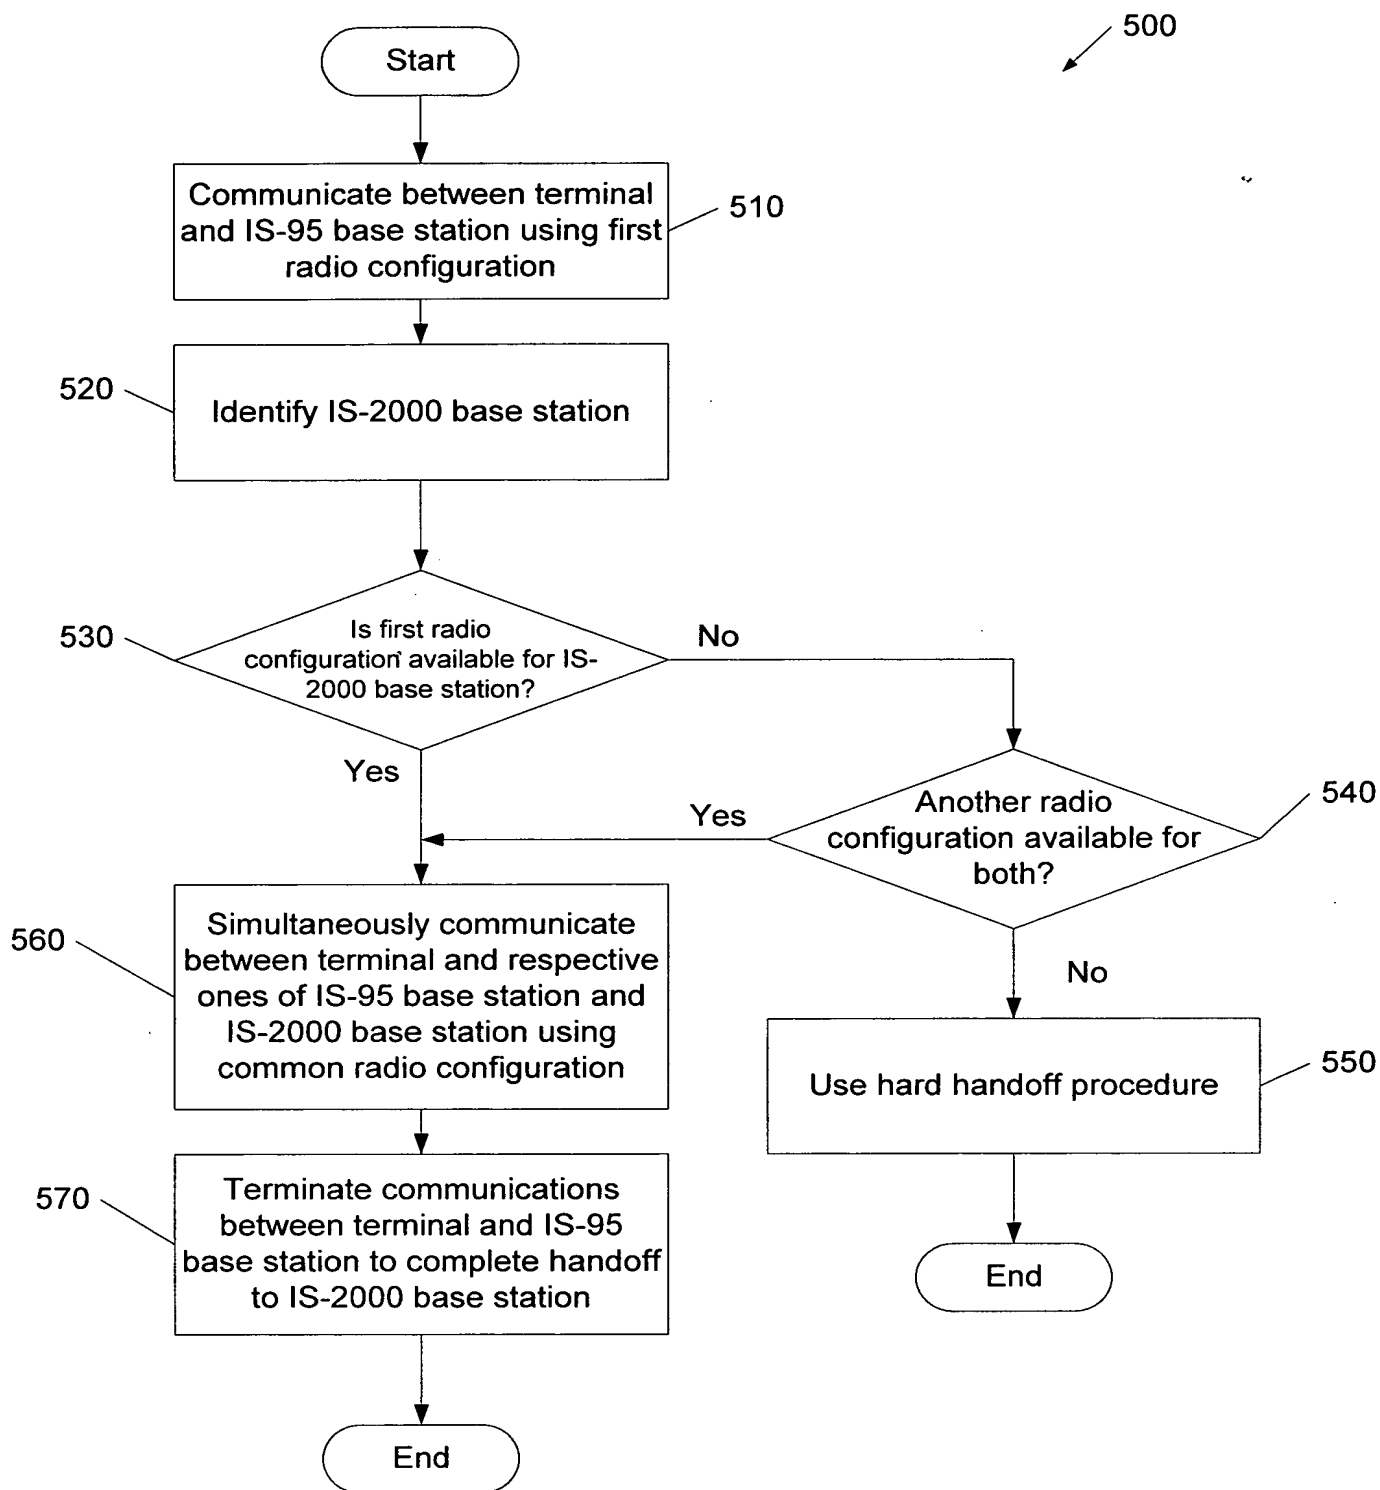 500
Start
Communicate between terminal
and IS-95 base station using first
radio configuration
510
520
Identify IS-2000 base station
530
Is first radio
configuration available for IS-
2000 base station?
No
Yes
Another radio
configuration available for
both?
540
Yes
No
560
Simultaneously communicate
between terminal and respective
ones of IS-95 base station and
IS-2000 base station using
common radio configuration
Use hard handoff procedure
550
570
Terminate communications
between terminal and IS-95
base station to complete handoff
to IS-2000 base station
End
End